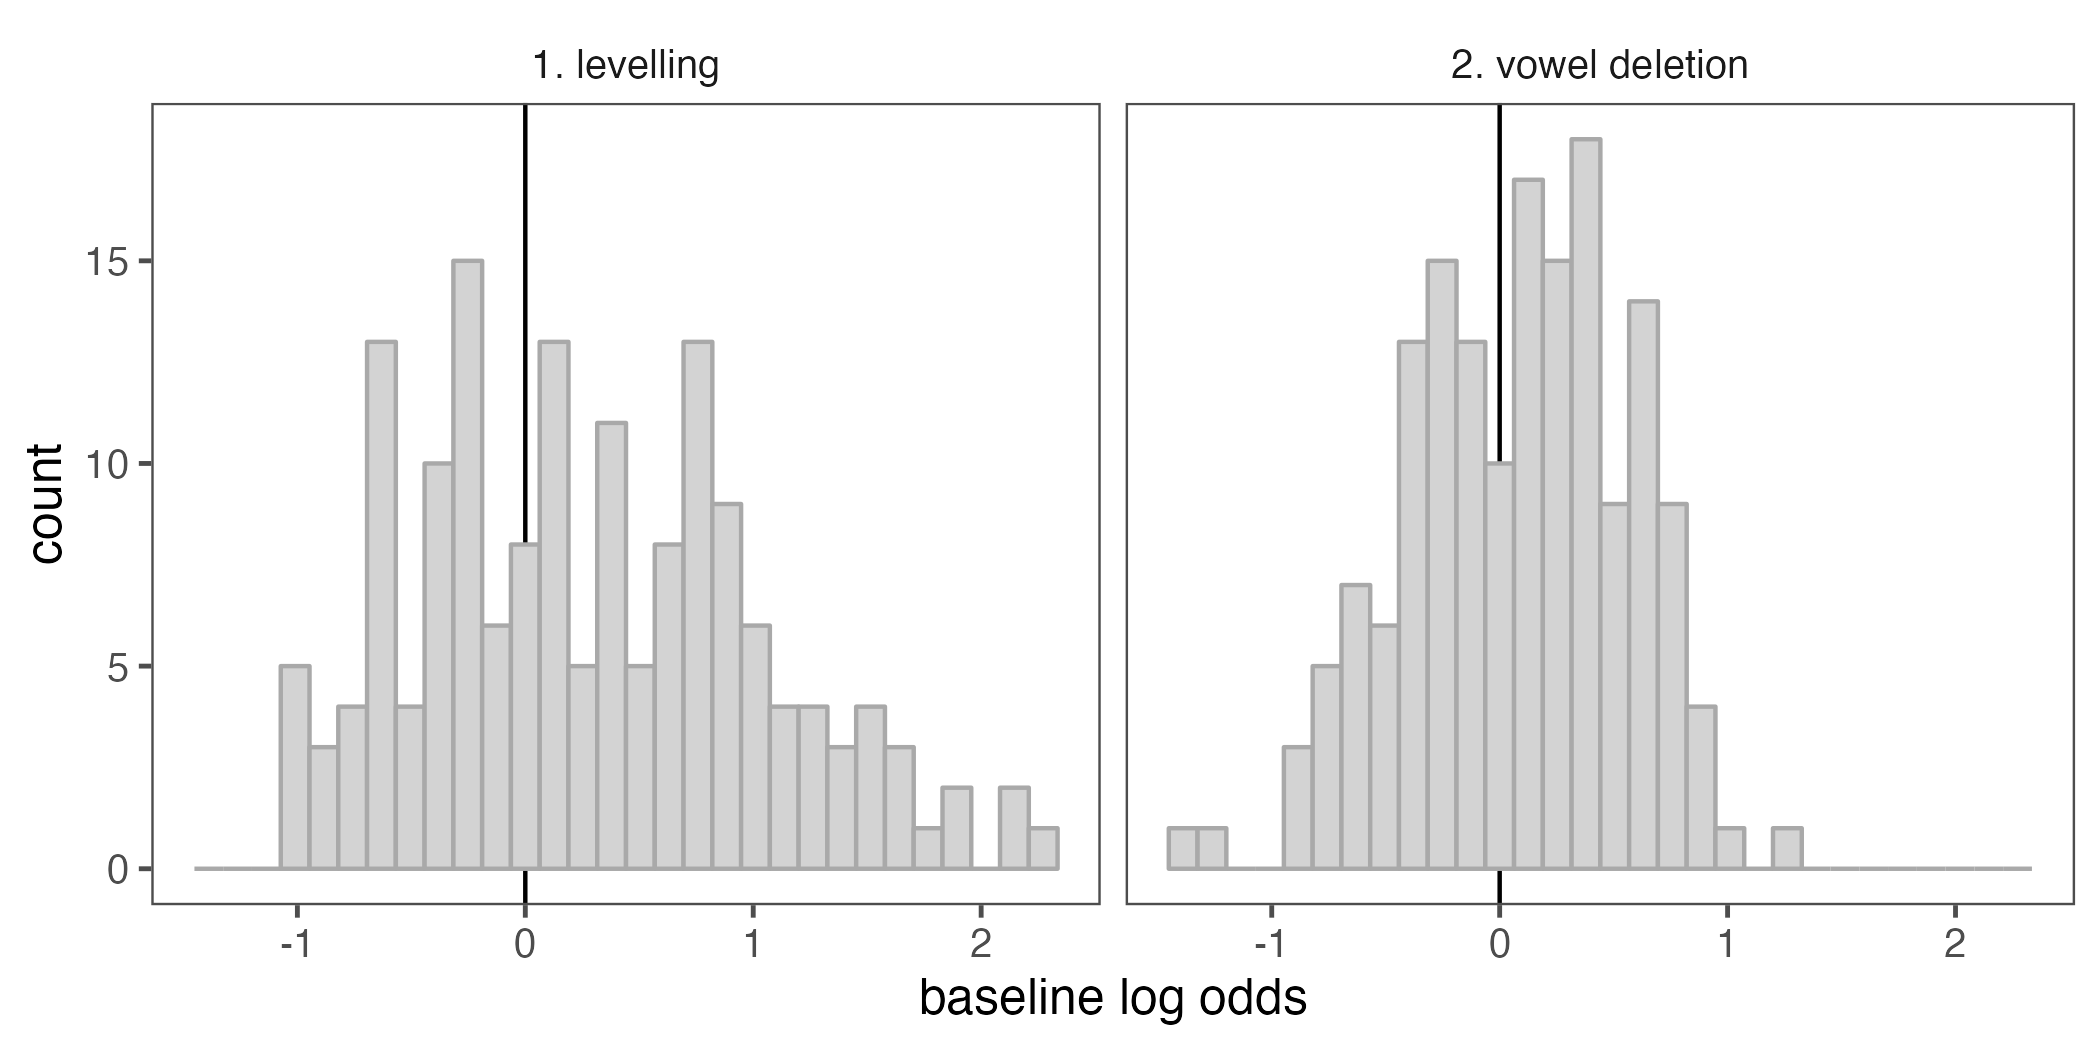 1. levelling
2. vowel deletion
count
15
10
5
0
-1 0 1 2
-1 0 1 2
baseline log odds